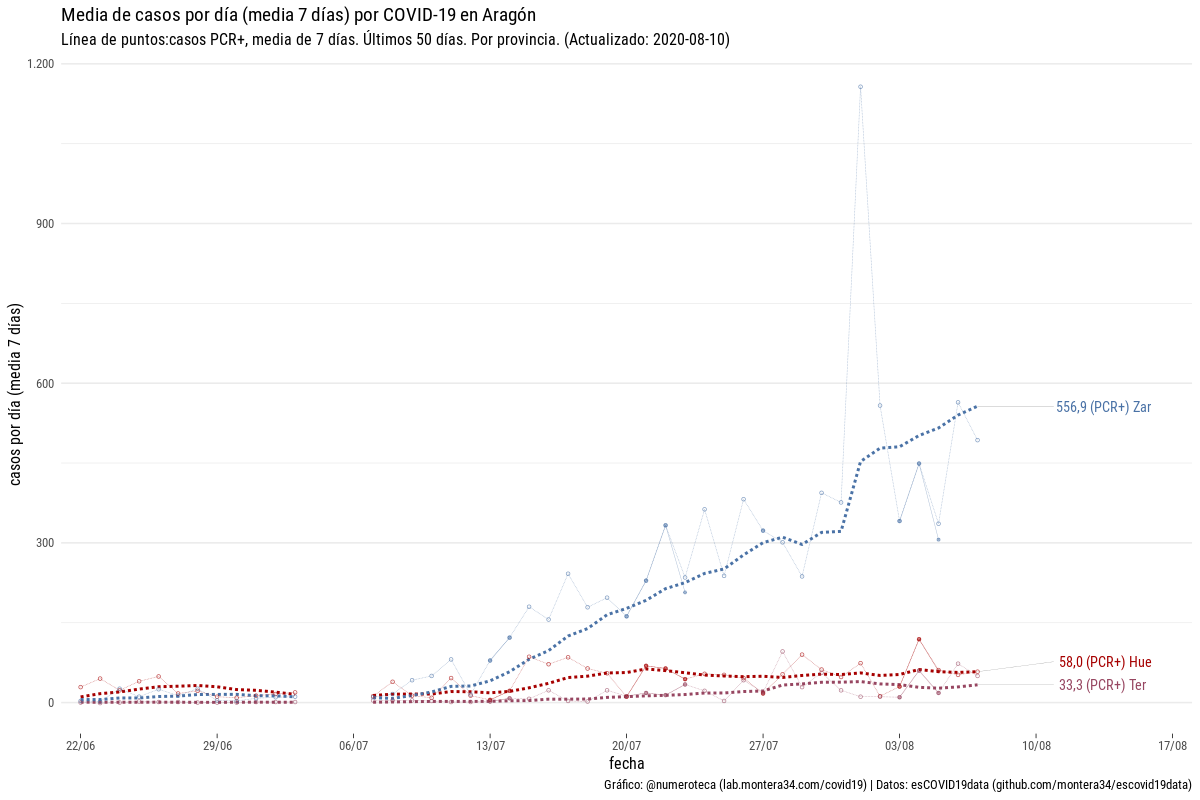 Media de casos por día (media 7 días) por COVID-19 en Aragón
Línea de puntos:casos PCR+, media de 7 días. Últimos 50 días. Por provincia. (Actualizado: 2020-08-10)
casos por día (media 7 días)
1.200
900
600
300
0
556,9 (PCR+) Zar
58,0 (PCR+) Hue
33,3 (PCR+) Ter
22/06
29/06
06/07
13/07
20/07
27/07
03/08
10/08
17/08
fecha
Gráfico: @numeroteca (lab.montera34.com/covid19) | Datos: esCOVID19data (github.com/montera34/escovid19data)